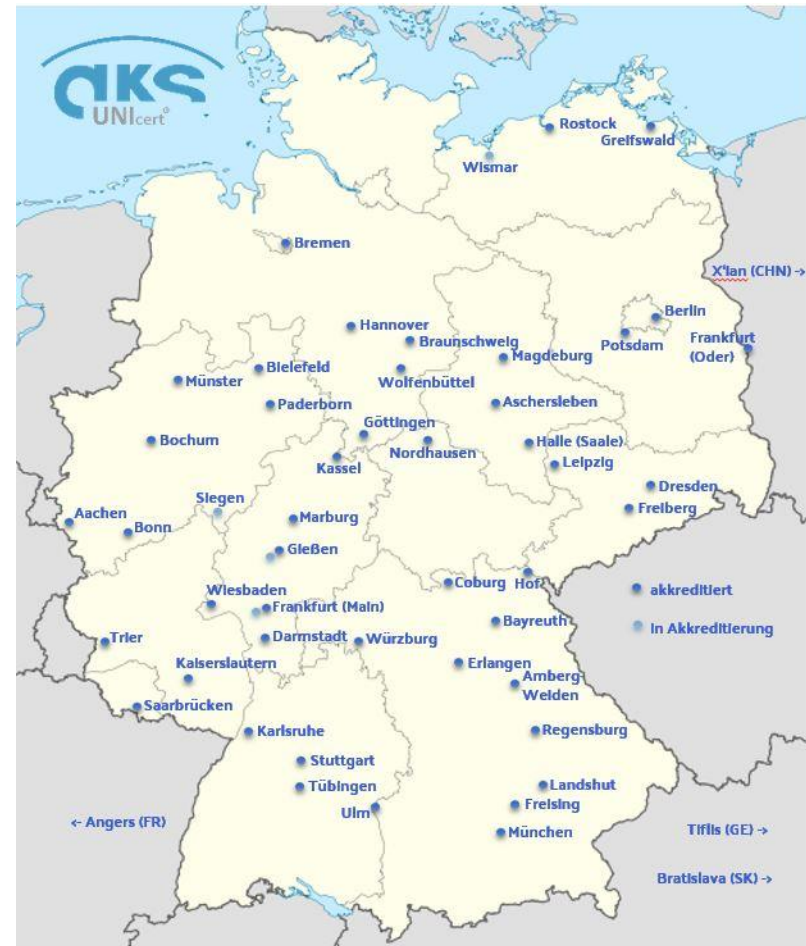 aks
UNIcert®
Rostock
Greifswald
Wismar
Bremen
X'ian (CHN) →
Berlin
Hannover
Braunschweig
Potsdam
Frankfurt
(Oder)
Magdeburg
Bielefeld
Wolfenbüttel
Münster
Paderborn
Aschersleben
Göttingen
Bochum
Nordhausen
Halle (Saale)
Kassel
Leipzig
Siegen
Dresden
Aachen
Marburg
Freiberg
Bonn
Gießen
Coburg
Hof
akkreditiert
Wiesbaden
Frankfurt (Main)
Bayreuth
in Akkreditierung
Trier
Darmstadt
Würzburg
Kaiserslautern
Erlangen
Amberg-
Weiden
Saarbrücken
Karlsruhe
Regensburg
Stuttgart
Tübingen
Landshut
Ulm
Freising
← Angers (FR)
München
Tiflis (GE) →
Bratislava (SK) →